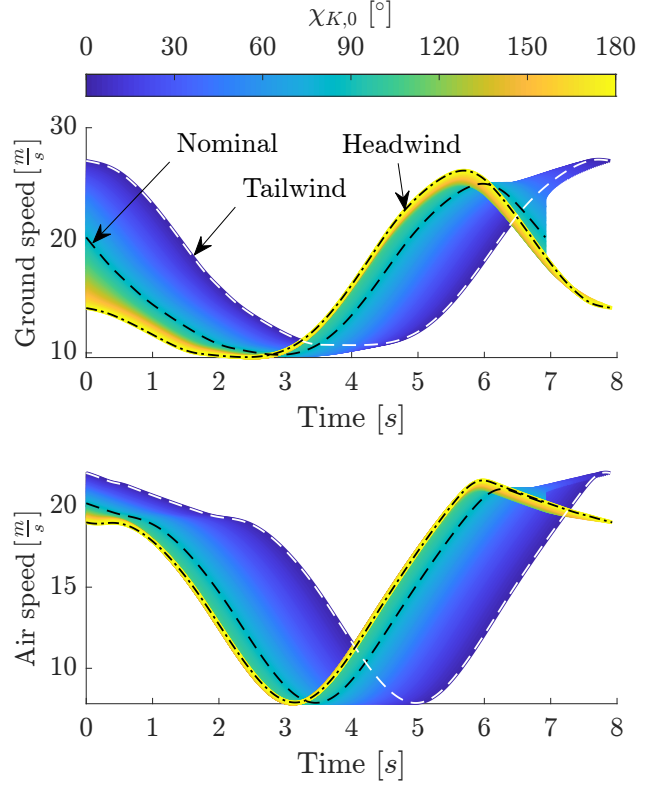 χ_{K,0} [°]
0 30 60 90 120 150 180
Ground speed [m/s]
30
20
10
Nominal
Tailwind
Headwind
0 1 2 3 4 5 6 7 8
Time [s]
Air speed [m/s]
20
15
10
0 1 2 3 4 5 6 7 8
Time [s]